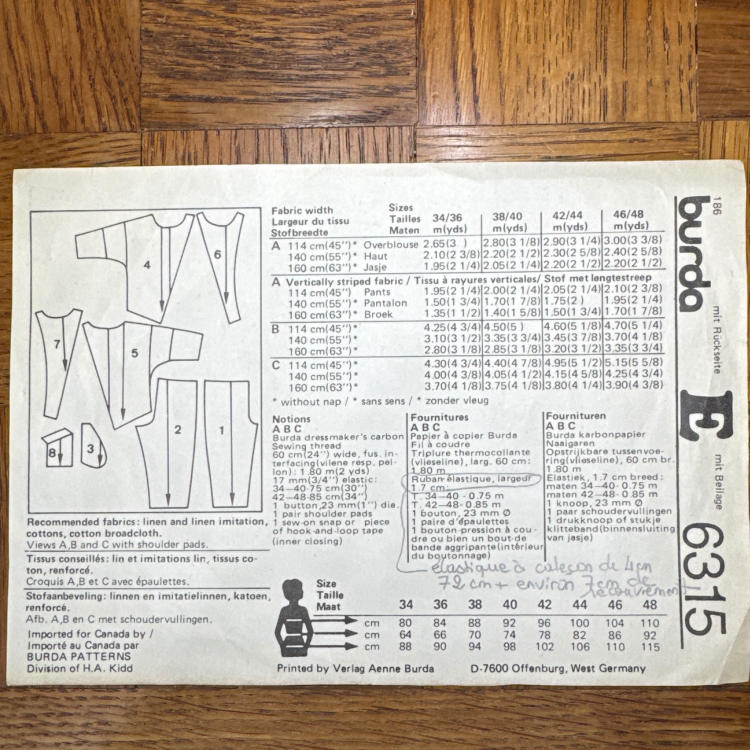 4
6
7
5
2
1
8
3
Recommended fabrics: linen and linen imitation,
cottons, cotton broadcloth.
Views A,B and C with shoulder pads.
Tissus conseillés: lin et imitations lin, tissus co-
ton, renforcé.
Croquis A,B et C avec épaulettes.
Stofaanbeveling: linnen en imitatielinnen, katoen,
renforcé.
Afb. A,B en C met schoudervullingen.
Imported for Canada by /
Importé au Canada par
BURDA PATTERNS
Division of H.A. Kidd
Fabric width Sizes
Largeur du tissu Tailles 34/36 38/40 42/44 46/48
Stofbreedte Maten m(yds) m(yds) m(yds) m(yds)
A 114 cm(45")* Overblouse 2.65(3 ) 2.80(3 1/8) 2.90(3 1/4) 3.00(3 3/8)
140 cm(55")* Haut 2.10(2 3/8) 2.20(2 1/2) 2.30(2 5/8) 2.40(2 5/8)
160 cm(63")* Jasje 1.95(2 1/4) 2.05(2 1/4) 2.20(2 1/2) 2.20(2 1/2)
A Vertically striped fabric / Tissu à rayures verticales/ Stof met lengtestreep
114 cm(45") Pants 1.95(2 1/4) 2.00(2 1/4) 2.05(2 1/4) 2.10(2 3/8)
140 cm(55")* Pantalon 1.50(1 3/4) 1.70(1 7/8) 1.75(2 ) 1.95(2 1/4)
160 cm(63")* Broek 1.35(1 1/2) 1.40(1 5/8) 1.50(1 3/4) 1.70(1 7/8)
B 114 cm(45")* 4.25(4 3/4) 4.50(5 ) 4.60(5 1/8) 4.70(5 1/4)
140 cm(55")* 3.10(3 1/2) 3.35(3 3/4) 3.45(3 7/8) 3.70(4 1/8)
160 cm(63")* 2.80(3 1/8) 2.85(3 1/8) 3.20(3 1/2) 3.35(3 3/4)
C 114 cm(45")* 4.30(4 3/4) 4.40(4 7/8) 4.95(5 1/2) 5.15(5 5/8)
140 cm(55")* 4.00(4 3/8) 4.05(4 1/2) 4.15(4 5/8) 4.25(4 3/4)
160 cm(63")* 3.70(4 1/8) 3.75(4 1/8) 3.80(4 1/4) 3.90(4 3/8)
* without nap / * sans sens / * zonder vleug
Notions
A B C
Burda dressmaker's carbon
Sewing thread
60 cm(24") wide, fus. in-
terfacing(vilene resp. pel-
lon): 1.80 m(2 yds)
17 mm(3/4") elastic:
34-40-75 cm(30")
42-48-85 cm(34")
1 button,23 mm(1") dia.
1 pair shoulder pads
1 sew-on snap or piece
of hook-and-loop tape
(inner closing)
Fournitures
A B C
Papier à copier Burda
Fil à coudre
Triplure thermocollante
(vlieseline), larg. 60 cm:
1.80 m
Ruban élastique, largeur
1.7 cm:
T. 34-40 - 0.75 m
T. 42-48- 0.85 m
1 bouton, 23 mm Ø
1 paire d'épaulettes
1 bouton-pression à cou-
dre ou bien un bout de
bande aggripante(intérieur
du boutonnage)
Fournituren
A B C
Burda karbonpapier
Naaigaren
Opstrijkbare tussenvoe-
ring(vlieseline), 60 cm br.
1.80 m
Elastiek, 1.7 cm breed:
maten 34-40- 0.75 m
maten 42-48- 0.85 m
1 knoop, 23 mm Ø
1 paar schoudervullingen
1 drukknoop of stukje
klitteband(binnensluiting
van jasje)
élastique à caleson de 4cm
72 cm + environ 7cm de
recouvrement
Size
Taille
Maat 34 36 38 40 42 44 46 48
cm 80 84 88 92 96 100 104 110
cm 64 66 70 74 78 82 86 92
cm 88 90 94 98 102 106 110 115
Printed by Verlag Aenne Burda D-7600 Offenburg, West Germany
186
burda
mit Rückseite
E
mit Beilage
6315